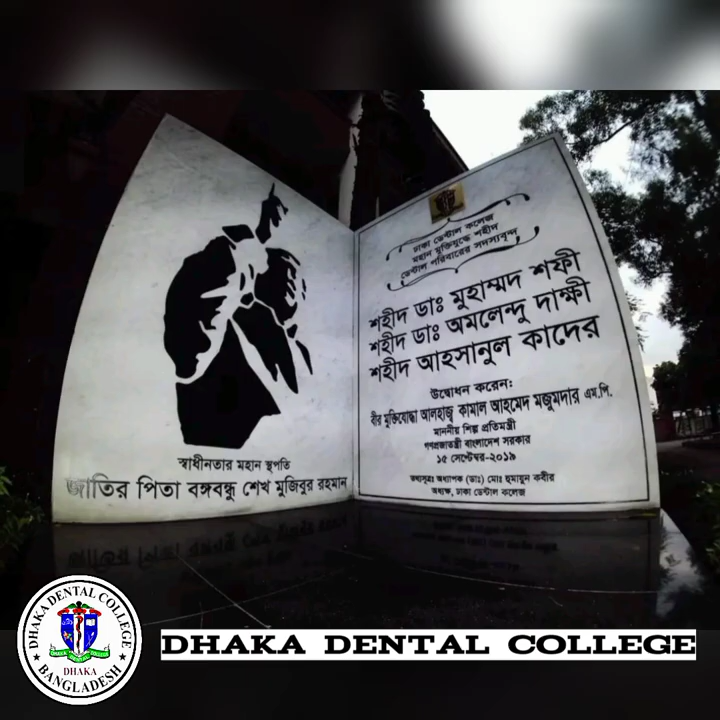 স্বাধীনতার মহান স্থপতি
জাতির পিতা বঙ্গবন্ধু শেখ মুজিবুর রহমান
ঢাকা ডেন্টাল কলেজ
মহান মুক্তিযুদ্ধে শহীদ
ডেন্টাল পরিবারের সদস্যবৃন্দ
শহীদ ডাঃ মুহাম্মদ শফী
শহীদ ডাঃ অমলেন্দু দাক্ষী
শহীদ আহসানুল কাদের
উদ্বোধন করেন:
বীর মুক্তিযোদ্ধা আলহাজ্ব কামাল আহমেদ মজুমদার এম.পি.
মাননীয় শিল্প প্রতিমন্ত্রী
গণপ্রজাতন্ত্রী বাংলাদেশ সরকার
১৫ সেপ্টেম্বর-২০১৯
তথ্যসূত্রঃ অধ্যাপক (ডাঃ) মোঃ হুমায়ুন কবীর
অধ্যক্ষ, ঢাকা ডেন্টাল কলেজ
DHAKA DENTAL COLLEGE
DHAKA
BANGLADESH
DHAKA DENTAL COLLEGE